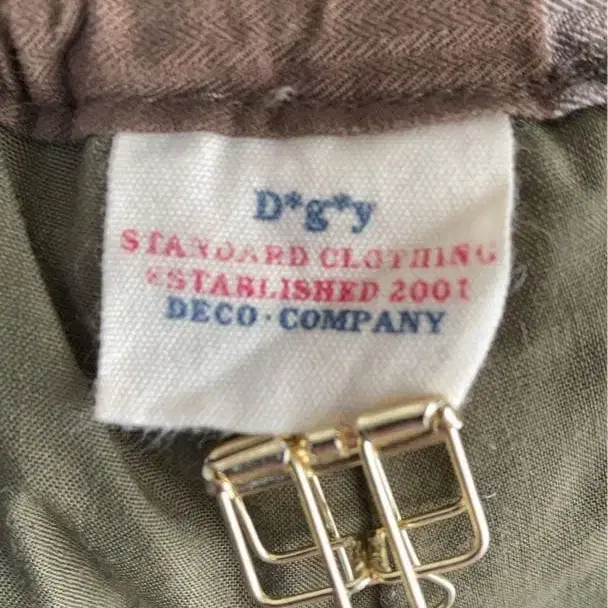 D*g*y
STANDARD CLOTHING
ESTABLISHED 2001
DECO·COMPANY